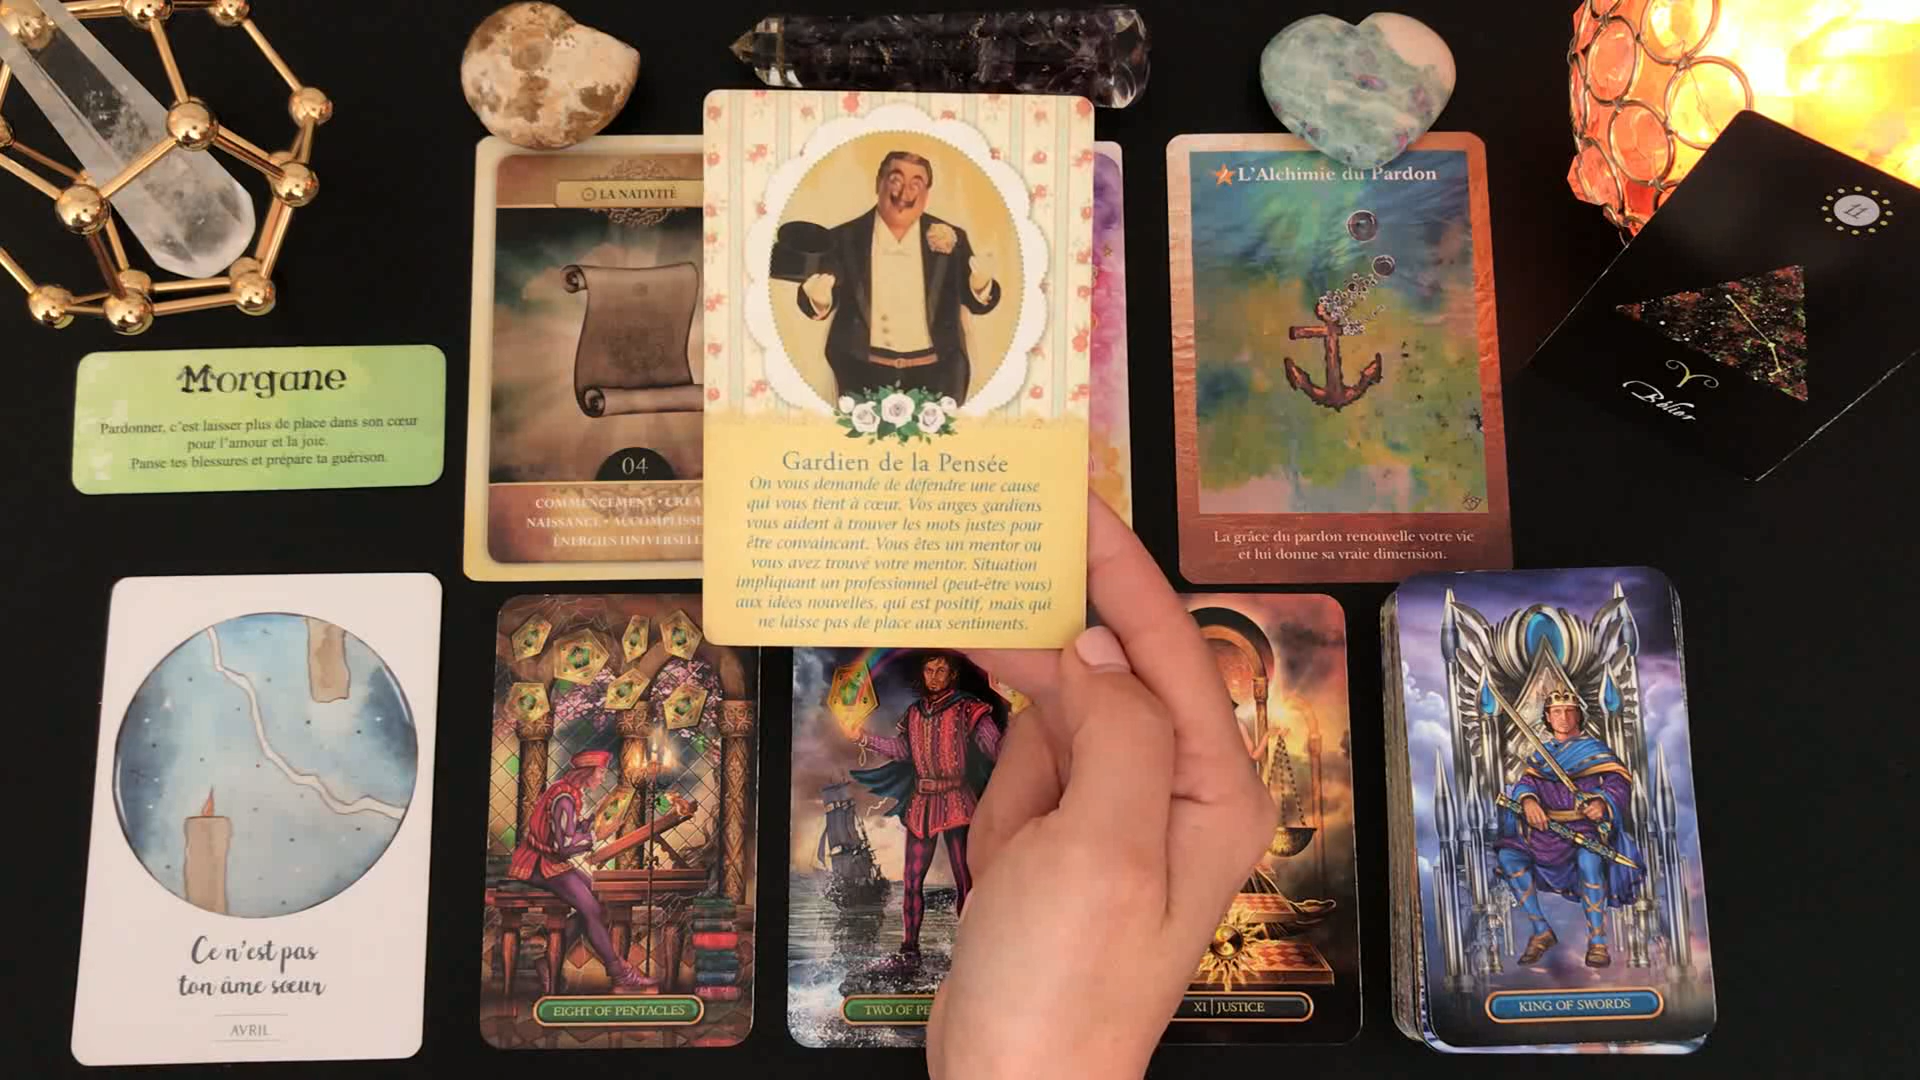 Morgane
Pardonner, c'est laisser plus de place dans son cœur
pour l'amour et la joie.
Panse tes blessures et prépare ta guérison.
LA NATIVITÉ
04
COMMENCEMENT •
NAISSANCE •
ÉNERGIES
Gardien de la Pensée
On vous demande de défendre une cause
qui vous tient à cœur. Vos anges gardiens
vous aident à trouver les mots justes pour
être convaincant. Vous êtes un mentor ou
vous avez trouvé votre mentor. Situation
impliquant un professionnel (peut-être vous)
aux idées nouvelles, qui est positif, mais qui
ne laisse pas de place aux sentiments.
L'Alchimie du Pardon
La grâce du pardon renouvelle votre vie
et lui donne sa vraie dimension.
11
Bélier
Ce n'est pas
ton âme sœur
AVRIL
EIGHT OF PENTACLES
TWO OF PE
XI | JUSTICE
KING OF SWORDS